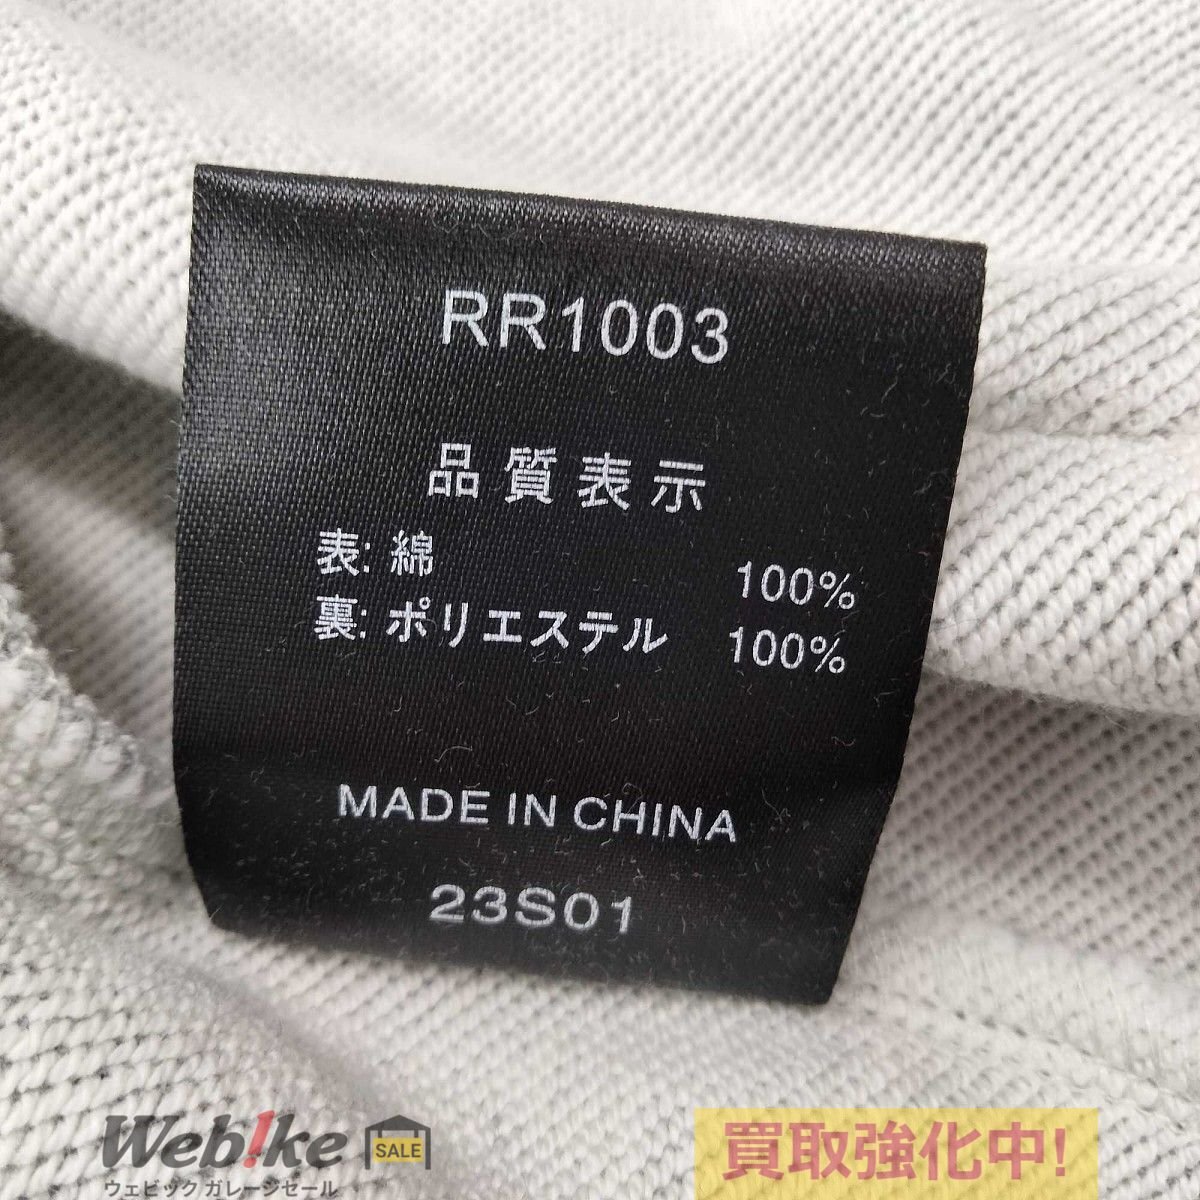 RR1003
品質表示
表: 綿 100%
裏: ポリエステル 100%
MADE IN CHINA
23S01
Web!ke SALE
ウェビック ガレージセール
買取強化中!